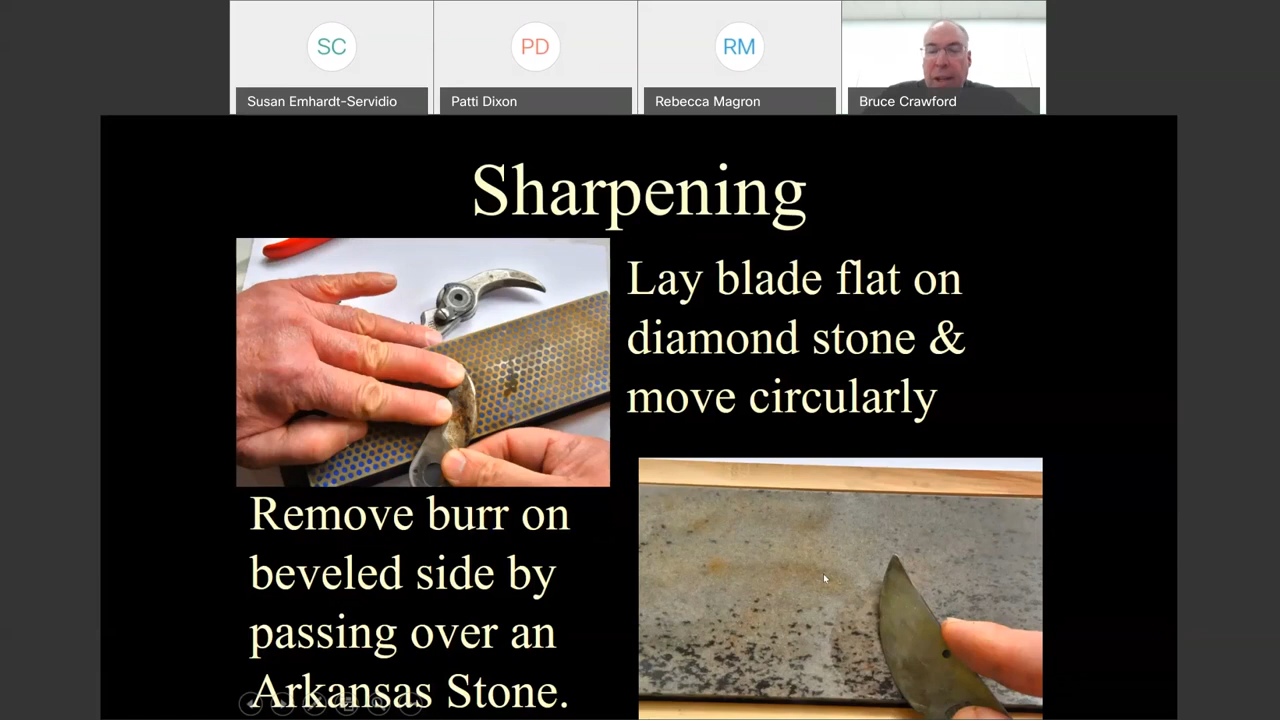 SC
PD
RM
Susan Emhardt-Servidio
Patti Dixon
Rebecca Magron
Bruce Crawford
Sharpening
Lay blade flat on
diamond stone &
move circularly
Remove burr on
beveled side by
passing over an
Arkansas Stone.